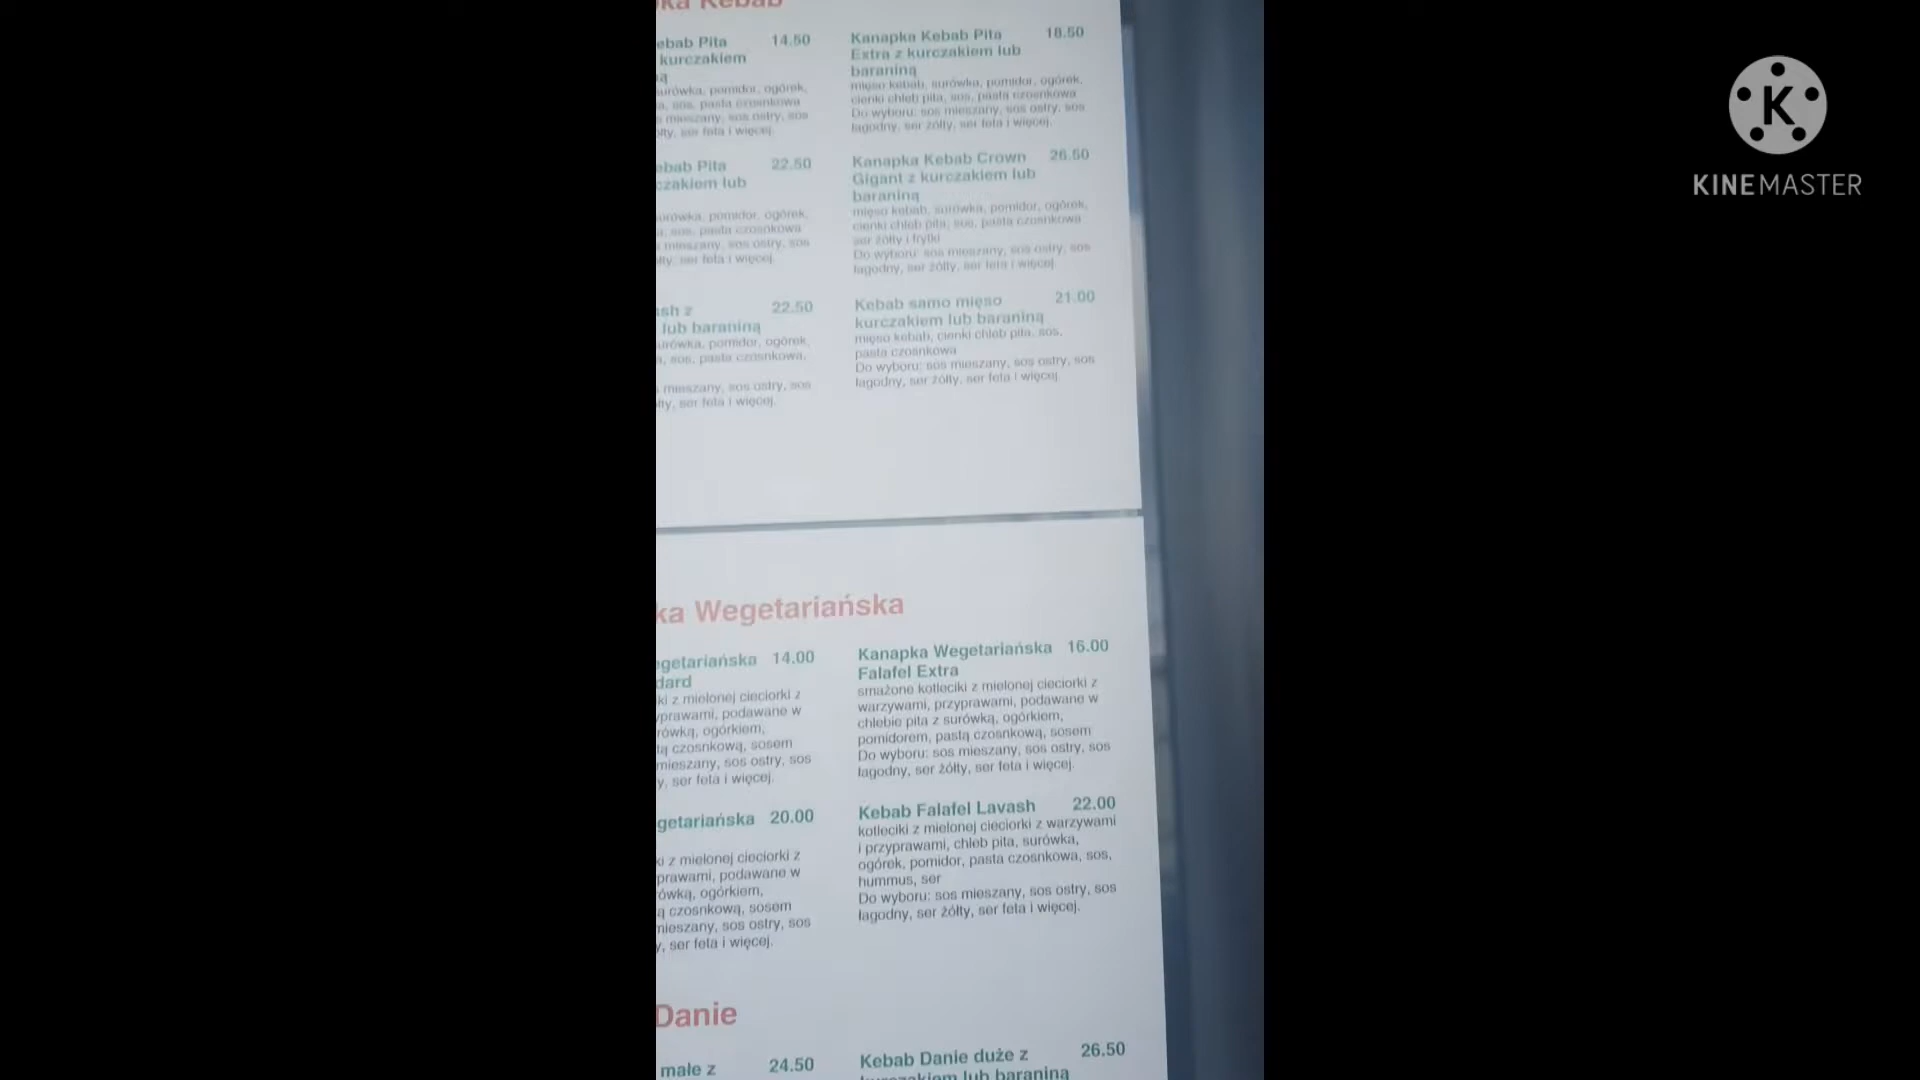 ka Kebab
ebab Pita 14.50
kurczakiem
ą
surówka, pomidor, ogórek,
a, sos, pasta czosnkowa
s mieszany, sos ostry, sos
ółty, ser feta i więcej.
ebab Pita 22.50
czakiem lub
surówka, pomidor, ogórek,
a, sos, pasta czosnkowa
s mieszany, sos ostry, sos
ółty, ser feta i więcej.
ash z 22.50
lub baraniną
surówka, pomidor, ogórek,
a, sos, pasta czosnkowa,
s mieszany, sos ostry, sos
ółty, ser feta i więcej.
Kanapka Kebab Pita 18.50
Extra z kurczakiem lub
baraniną
mięso kebab, surówka, pomidor, ogórek,
cienki chleb pita, sos, pasta czosnkowa
Do wyboru: sos mieszany, sos ostry, sos
łagodny, ser żółty, ser feta i więcej.
Kanapka Kebab Crown 26.50
Gigant z kurczakiem lub
baraniną
mięso kebab, surówka, pomidor, ogórek,
cienki chleb pita, sos, pasta czosnkowa
ser żółty i frytki
Do wyboru: sos mieszany, sos ostry, sos
łagodny, ser żółty, ser feta i więcej.
Kebab samo mięso 21.00
kurczakiem lub baraniną
mięso kebab, cienki chleb pita, sos,
pasta czosnkowa
Do wyboru: sos mieszany, sos ostry, sos
łagodny, ser żółty, ser feta i więcej
ka Wegetariańska
egetariańska 14.00
dard
ki z mielonej cieciorki z
yprawami, podawane w
rówką, ogórkiem,
tą czosnkową, sosem
mieszany, sos ostry, sos
y, ser feta i więcej.
getariańska 20.00
ki z mielonej cieciorki z
prawami, podawane w
ówką, ogórkiem,
ą czosnkową, sosem
mieszany, sos ostry, sos
y, ser feta i więcej.
Kanapka Wegetariańska 16.00
Falafel Extra
smażone kotleciki z mielonej cieciorki z
warzywami, przyprawami, podawane w
chlebie pita z surówką, ogórkiem,
pomidorem, pastą czosnkową, sosem
Do wyboru: sos mieszany, sos ostry, sos
łagodny, ser żółty, ser feta i więcej.
Kebab Falafel Lavash 22.00
kotleciki z mielonej cieciorki z warzywami
i przyprawami, chleb pita, surówka,
ogórek, pomidor, pasta czosnkowa, sos,
hummus, ser
Do wyboru: sos mieszany, sos ostry, sos
łagodny, ser żółty, ser feta i więcej.
Danie
małe z 24.50
Kebab Danie duże z 26.50
kurczakiem lub baraniną
K
KINEMASTER